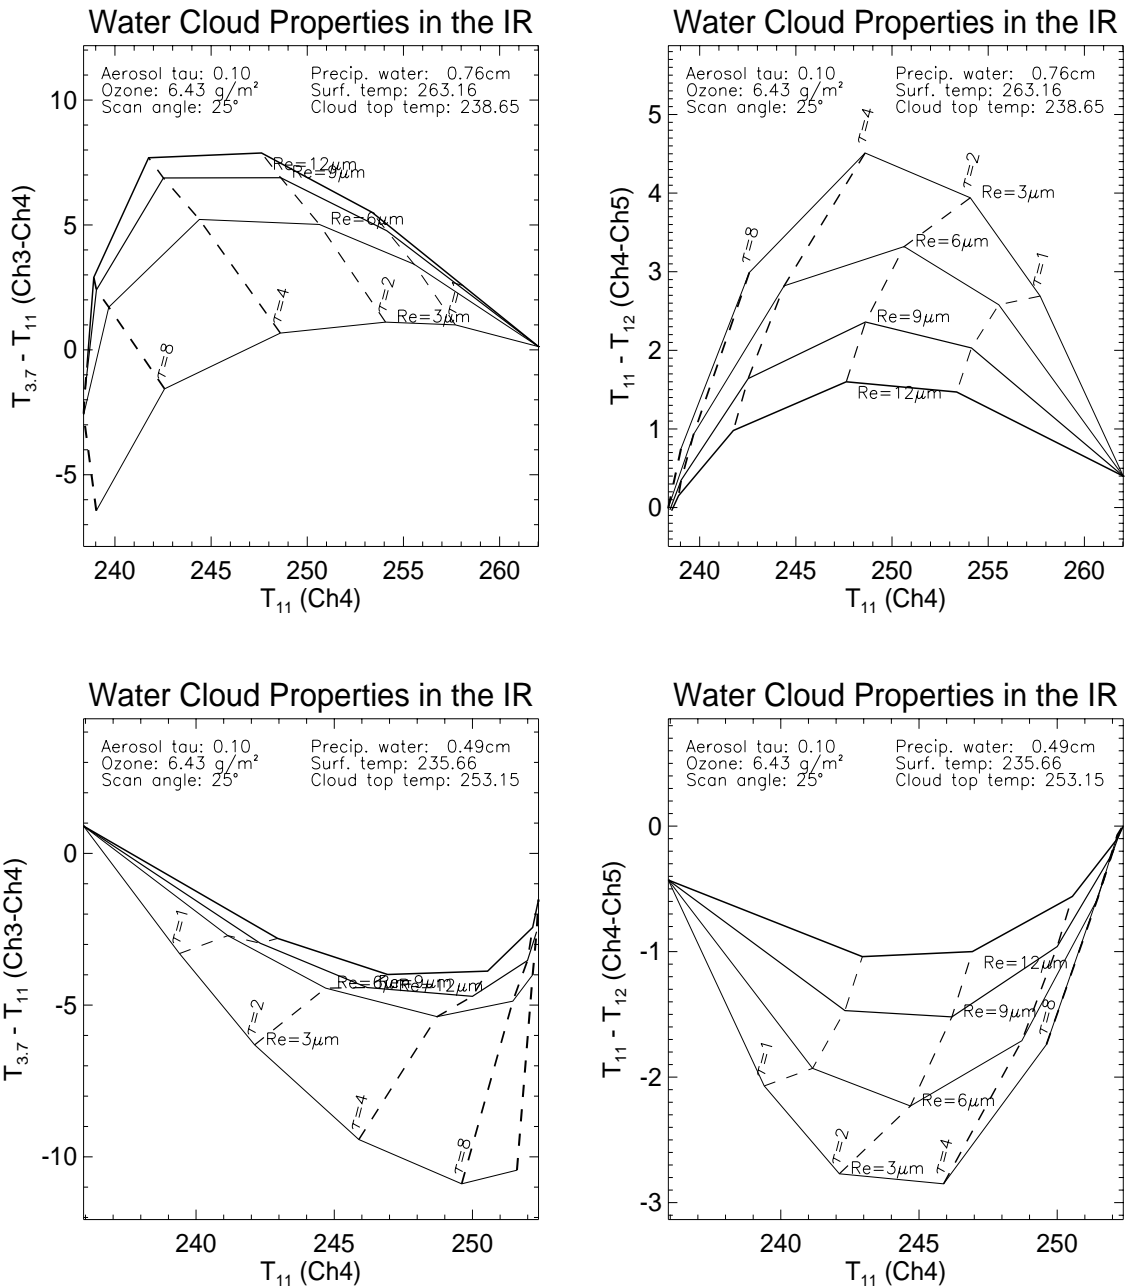 Water Cloud Properties in the IR
Aerosol tau: 0.10
Ozone: 6.43 g/m²
Scan angle: 25°
Precip. water: 0.76cm
Surf. temp: 263.16
Cloud top temp: 238.65
10
5
0
-5
T3.7 - T11 (Ch3-Ch4)
Re=12μm
Re=9μm
Re=6μm
Re=3μm
τ=8
τ=4
τ=2
240 245 250 255 260
T11 (Ch4)
Water Cloud Properties in the IR
Aerosol tau: 0.10
Ozone: 6.43 g/m²
Scan angle: 25°
Precip. water: 0.76cm
Surf. temp: 263.16
Cloud top temp: 238.65
5
4
3
2
1
0
T11 - T12 (Ch4-Ch5)
τ=4
τ=2
Re=3μm
τ=8
Re=6μm
τ=1
Re=9μm
Re=12μm
240 245 250 255 260
T11 (Ch4)
Water Cloud Properties in the IR
Aerosol tau: 0.10
Ozone: 6.43 g/m²
Scan angle: 25°
Precip. water: 0.49cm
Surf. temp: 235.66
Cloud top temp: 253.15
0
-5
-10
T3.7 - T11 (Ch3-Ch4)
τ=1
Re=6μm
Re=9μm
Re=12μm
τ=2
Re=3μm
τ=4
τ=8
240 245 250
T11 (Ch4)
Water Cloud Properties in the IR
Aerosol tau: 0.10
Ozone: 6.43 g/m²
Scan angle: 25°
Precip. water: 0.49cm
Surf. temp: 235.66
Cloud top temp: 253.15
0
-1
-2
-3
T11 - T12 (Ch4-Ch5)
Re=12μm
Re=9μm
τ=8
τ=1
Re=6μm
τ=2
Re=3μm
τ=4
240 245 250
T11 (Ch4)